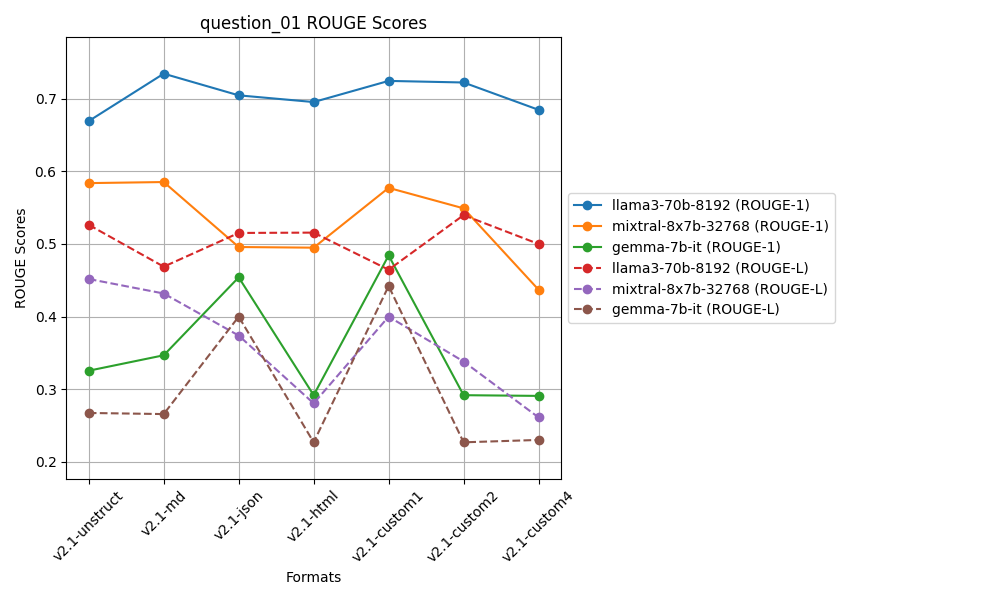 question_01 ROUGE Scores
ROUGE Scores
0.7
0.6
0.5
0.4
0.3
0.2
v2.1-unstruct
v2.1-md
v2.1-json
v2.1-html
v2.1-custom1
v2.1-custom2
v2.1-custom4
Formats
llama3-70b-8192 (ROUGE-1)
mixtral-8x7b-32768 (ROUGE-1)
gemma-7b-it (ROUGE-1)
llama3-70b-8192 (ROUGE-L)
mixtral-8x7b-32768 (ROUGE-L)
gemma-7b-it (ROUGE-L)